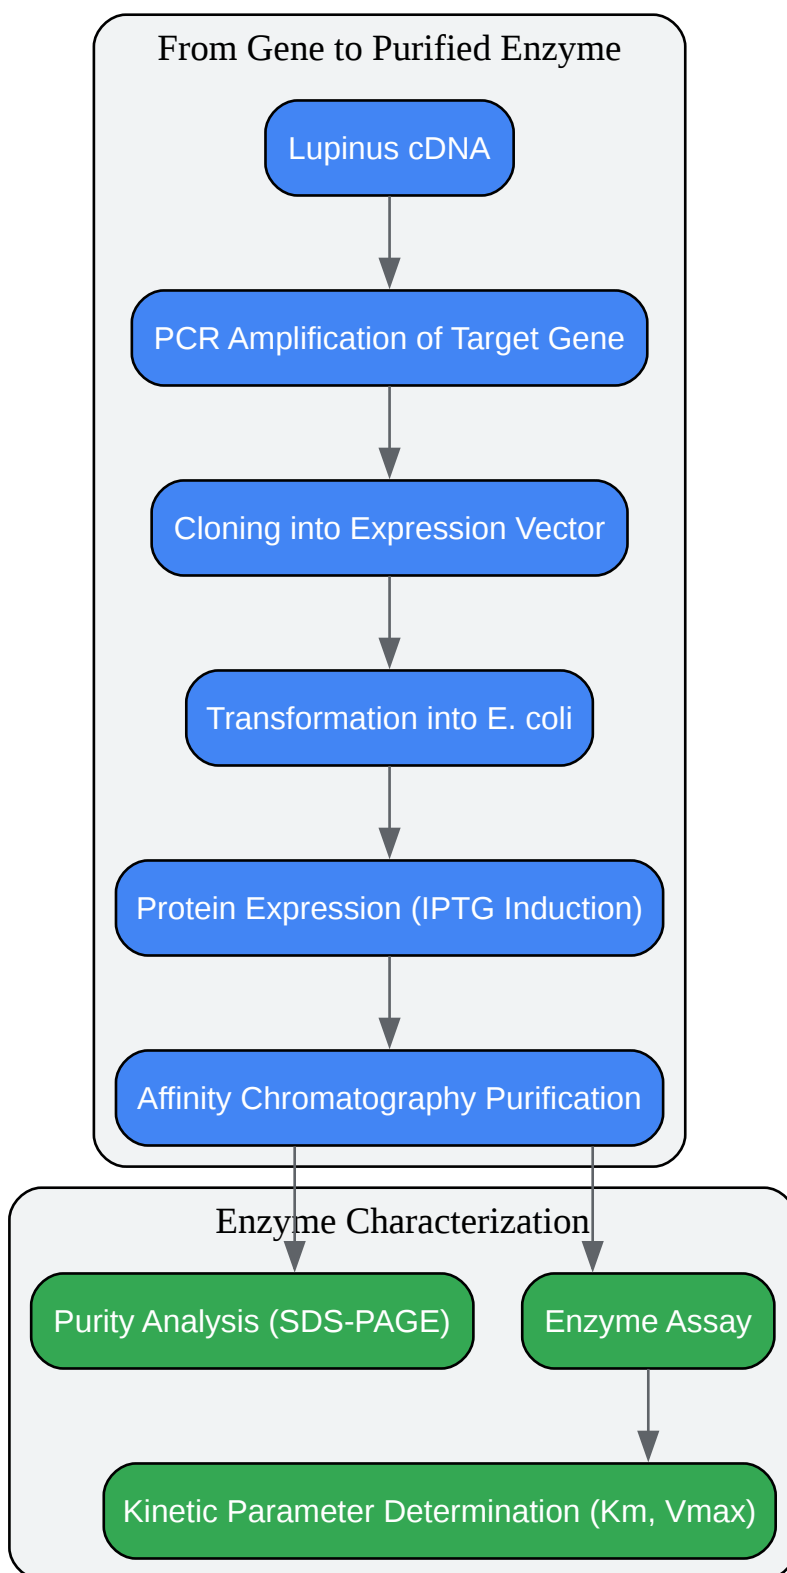 From Gene to Purified Enzyme
Lupinus cDNA
PCR Amplification of Target Gene
Cloning into Expression Vector
Transformation into E. coli
Protein Expression (IPTG Induction)
Affinity Chromatography Purification
Enzyme Characterization
Purity Analysis (SDS-PAGE)
Enzyme Assay
Kinetic Parameter Determination (Km, Vmax)